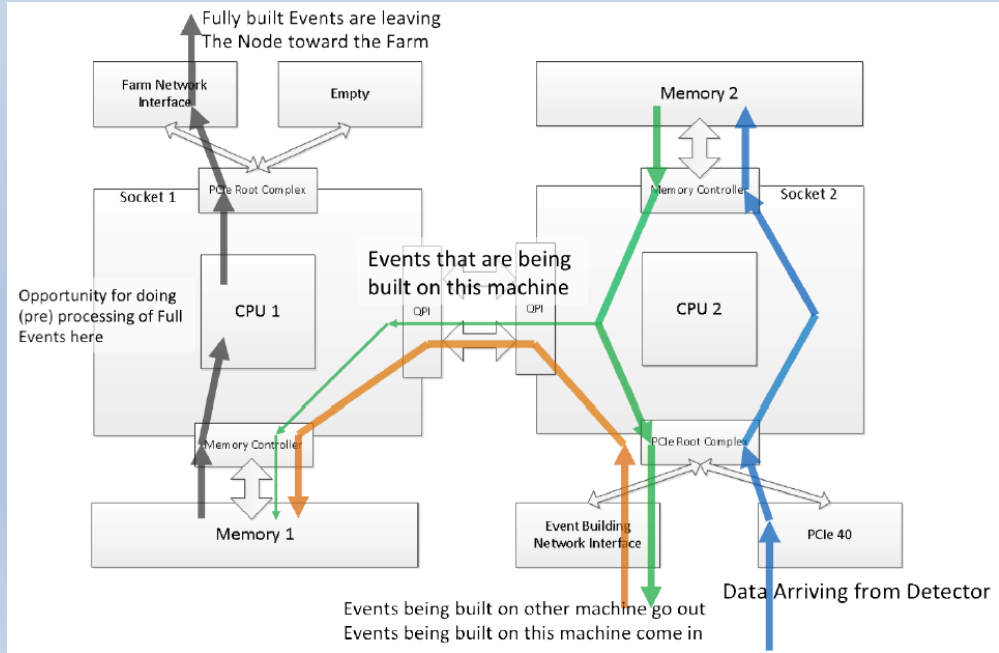 Fully built Events are leaving
The Node toward the Farm
Farm Network
Interface
Empty
Memory 2
PCIe Root Complex
Socket 1
Memory Controller
Socket 2
Events that are being
built on this machine
QPI
QPI
CPU 1
CPU 2
Opportunity for doing
(pre) processing of Full
Events here
Memory Controller
PCIe Root Complex
Memory 1
Event Building
Network Interface
PCIe 40
Data Arriving from Detector
Events being built on other machine go out
Events being built on this machine come in